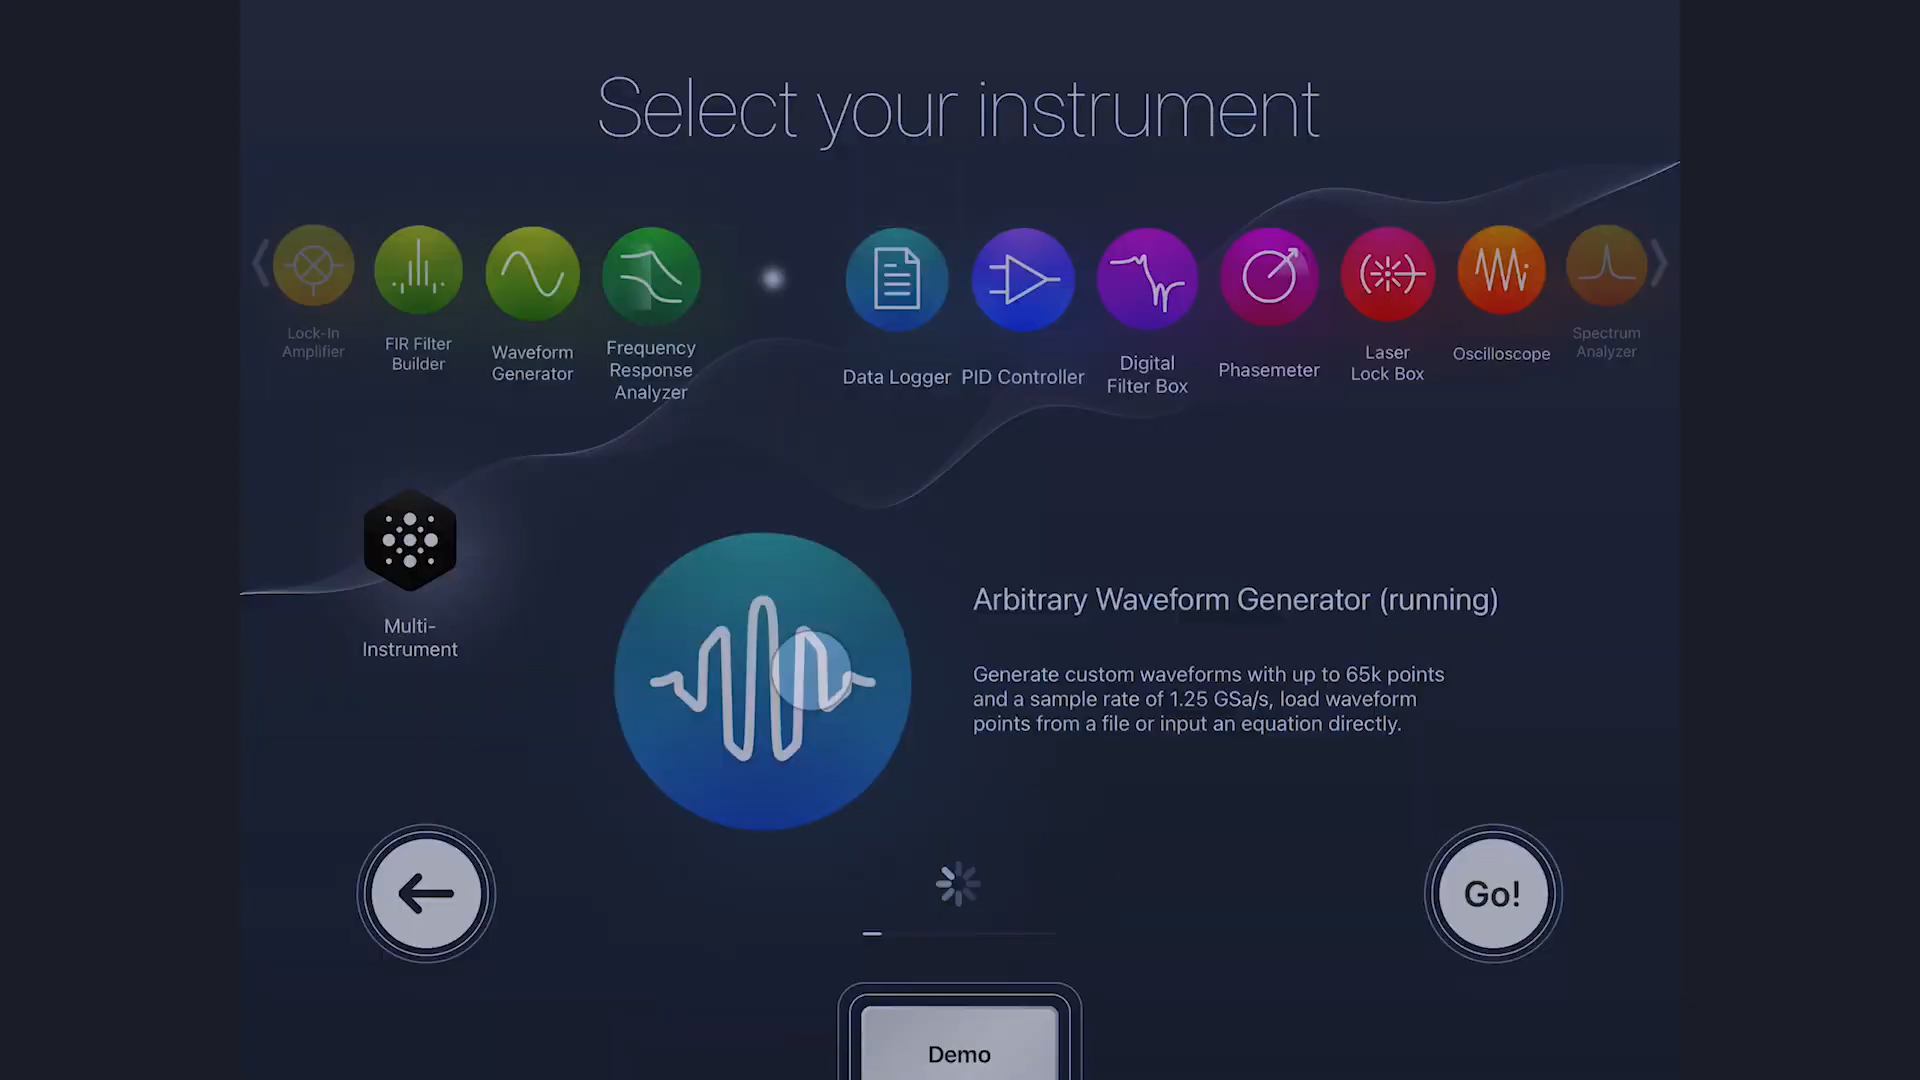 Select your instrument
Lock-In
Amplifier
FIR Filter
Builder
Waveform
Generator
Frequency
Response
Analyzer
Data Logger
PID Controller
Digital
Filter Box
Phasemeter
Laser
Lock Box
Oscilloscope
Spectrum
Analyzer
Multi-
Instrument
Arbitrary Waveform Generator (running)
Generate custom waveforms with up to 65k points
and a sample rate of 1.25 GSa/s, load waveform
points from a file or input an equation directly.
Go!
Demo